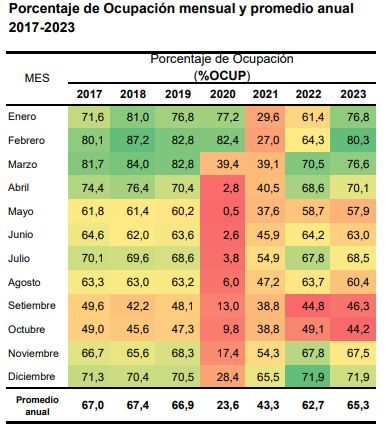 Porcentaje de Ocupación mensual y promedio anual
2017-2023
MES
Porcentaje de Ocupación
(%OCUP)
2017 2018 2019 2020 2021 2022 2023
Enero 71,6 81,0 76,8 77,2 29,6 61,4 76,8
Febrero 80,1 87,2 82,8 82,4 27,0 64,3 80,3
Marzo 81,7 84,0 82,8 39,4 39,1 70,5 76,6
Abril 74,4 76,4 70,4 2,8 40,5 68,6 70,1
Mayo 61,8 61,4 60,2 0,5 37,6 58,7 57,9
Junio 64,6 62,0 63,6 2,6 45,9 64,2 63,0
Julio 70,1 69,6 68,6 3,8 54,9 67,8 68,5
Agosto 63,3 63,0 63,2 6,0 47,2 63,7 60,4
Setiembre 49,6 42,2 48,1 13,0 38,8 44,8 46,3
Octubre 49,0 45,6 47,3 9,8 38,8 49,1 44,2
Noviembre 66,7 65,6 68,3 17,4 54,3 67,8 67,5
Diciembre 71,3 70,4 70,5 28,4 65,5 71,9 71,9
Promedio
anual 67,0 67,4 66,9 23,6 43,3 62,7 65,3